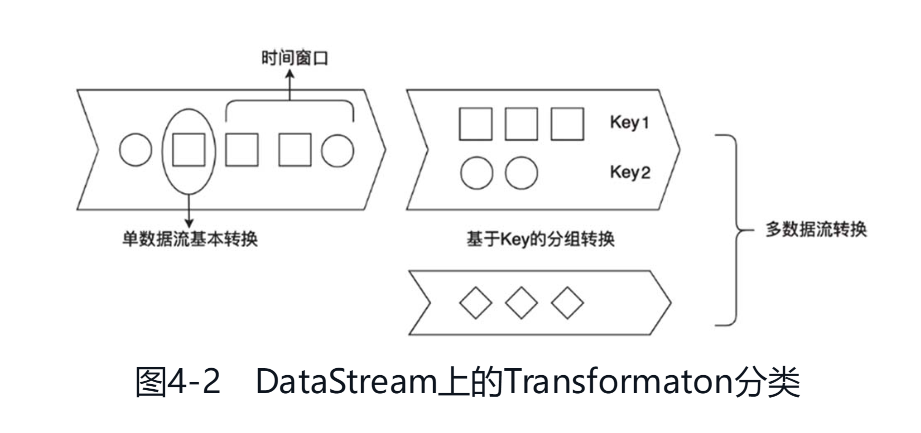 时间窗口
Key1
Key2
单数据流基本转换
基于Key的分组转换
多数据流转换
图4-2 DataStream上的Transformaton分类